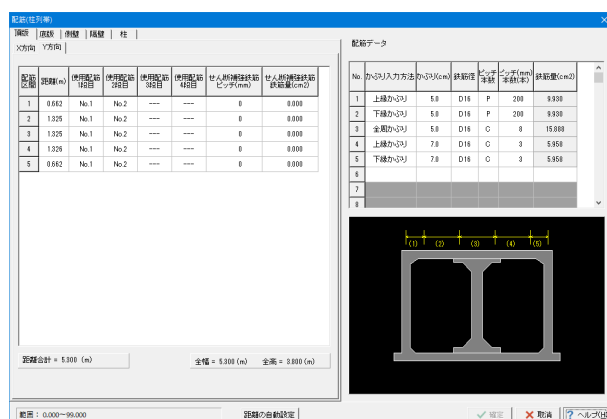 配筋(柱列帯)
頂版 底版 側壁 隔壁 柱
X方向 Y方向
配筋区間 距離(m) 使用配筋1段目 使用配筋2段目 使用配筋3段目 使用配筋4段目 せん断補強鉄筋ピッチ(mm) せん断補強鉄筋鉄筋量(cm2)
1 0.662 No.1 No.2 --- --- 0 0.000
2 1.325 No.1 No.2 --- --- 0 0.000
3 1.325 No.1 No.2 --- --- 0 0.000
4 1.326 No.1 No.2 --- --- 0 0.000
5 0.662 No.1 No.2 --- --- 0 0.000
距離合計 = 5.300 (m)
全幅 = 5.300 (m) 全高 = 3.800 (m)
配筋データ
No. かぶり入力方法 かぶり(cm) 鉄筋径 ピッチ本数 ピッチ(mm)本数(本) 鉄筋量(cm2)
1 上縁かぶり 5.0 D16 P 200 9.930
2 下縁かぶり 5.0 D16 P 200 9.930
3 全周かぶり 5.0 D16 C 8 15.888
4 上縁かぶり 7.0 D16 C 3 5.958
5 下縁かぶり 7.0 D16 C 3 5.958
6
7
8
(1) (2) (3) (4) (5)
範囲： 0.000～99.000 距離の自動設定 確定 取消 ? ヘルプ(H)